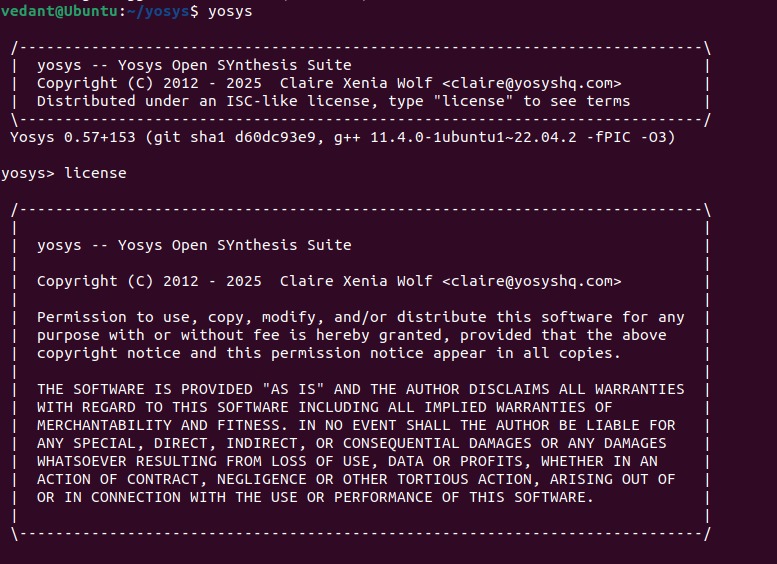 vedant@Ubuntu:~/yosys$ yosys
/----------------------------------------------------------------------------\
|  yosys -- Yosys Open SYnthesis Suite                                       |
|  Copyright (C) 2012 - 2025  Claire Xenia Wolf <claire@yosyshq.com>         |
|  Distributed under an ISC-like license, type "license" to see terms        |
\----------------------------------------------------------------------------/
Yosys 0.57+153 (git sha1 d60dc93e9, g++ 11.4.0-1ubuntu1~22.04.2 -fPIC -O3)
yosys> license
/----------------------------------------------------------------------------\
|                                                                            |
|  yosys -- Yosys Open SYnthesis Suite                                       |
|                                                                            |
|  Copyright (C) 2012 - 2025  Claire Xenia Wolf <claire@yosyshq.com>         |
|                                                                            |
|  Permission to use, copy, modify, and/or distribute this software for any  |
|  purpose with or without fee is hereby granted, provided that the above    |
|  copyright notice and this permission notice appear in all copies.         |
|                                                                            |
|  THE SOFTWARE IS PROVIDED "AS IS" AND THE AUTHOR DISCLAIMS ALL WARRANTIES  |
|  WITH REGARD TO THIS SOFTWARE INCLUDING ALL IMPLIED WARRANTIES OF          |
|  MERCHANTABILITY AND FITNESS. IN NO EVENT SHALL THE AUTHOR BE LIABLE FOR   |
|  ANY SPECIAL, DIRECT, INDIRECT, OR CONSEQUENTIAL DAMAGES OR ANY DAMAGES    |
|  WHATSOEVER RESULTING FROM LOSS OF USE, DATA OR PROFITS, WHETHER IN AN     |
|  ACTION OF CONTRACT, NEGLIGENCE OR OTHER TORTIOUS ACTION, ARISING OUT OF   |
|  OR IN CONNECTION WITH THE USE OR PERFORMANCE OF THIS SOFTWARE.            |
|                                                                            |
\----------------------------------------------------------------------------/